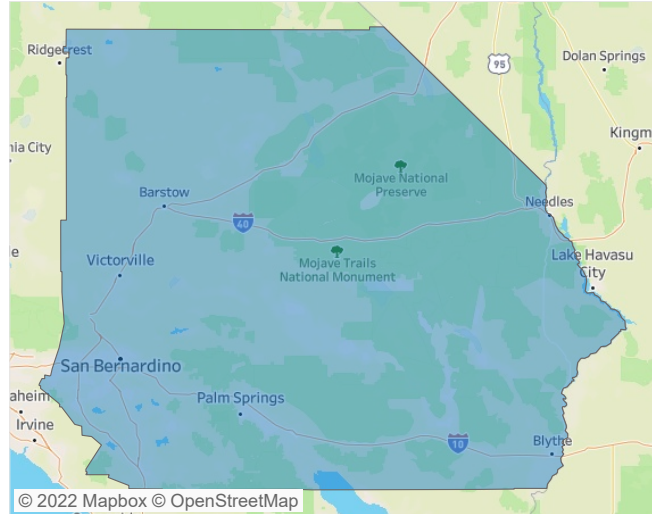 Ridgecrest
95
Dolan Springs
Kingm
nia City
Mojave National
Preserve
Barstow
Needles
40
e
Victorville
Mojave Trails
National Monument
Lake Havasu
City
San Bernardino
aheim
Palm Springs
Irvine
10
Blythe
© 2022 Mapbox © OpenStreetMap